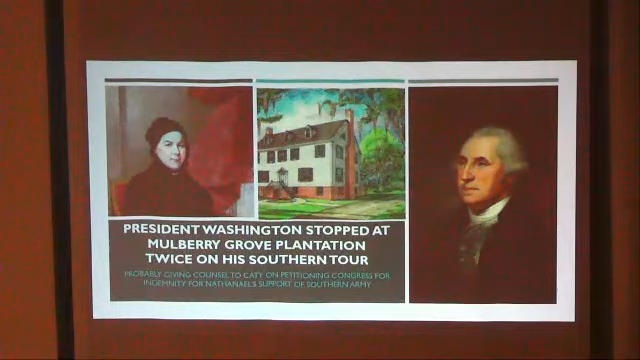 PRESIDENT WASHINGTON STOPPED AT
MULBERRY GROVE PLANTATION
TWICE ON HIS SOUTHERN TOUR
PROBABLY GIVING COUNSEL TO CATY ON PETITIONING CONGRESS FOR
INDEMNITY FOR NATHANAEL'S SUPPORT OF SOUTHERN ARMY